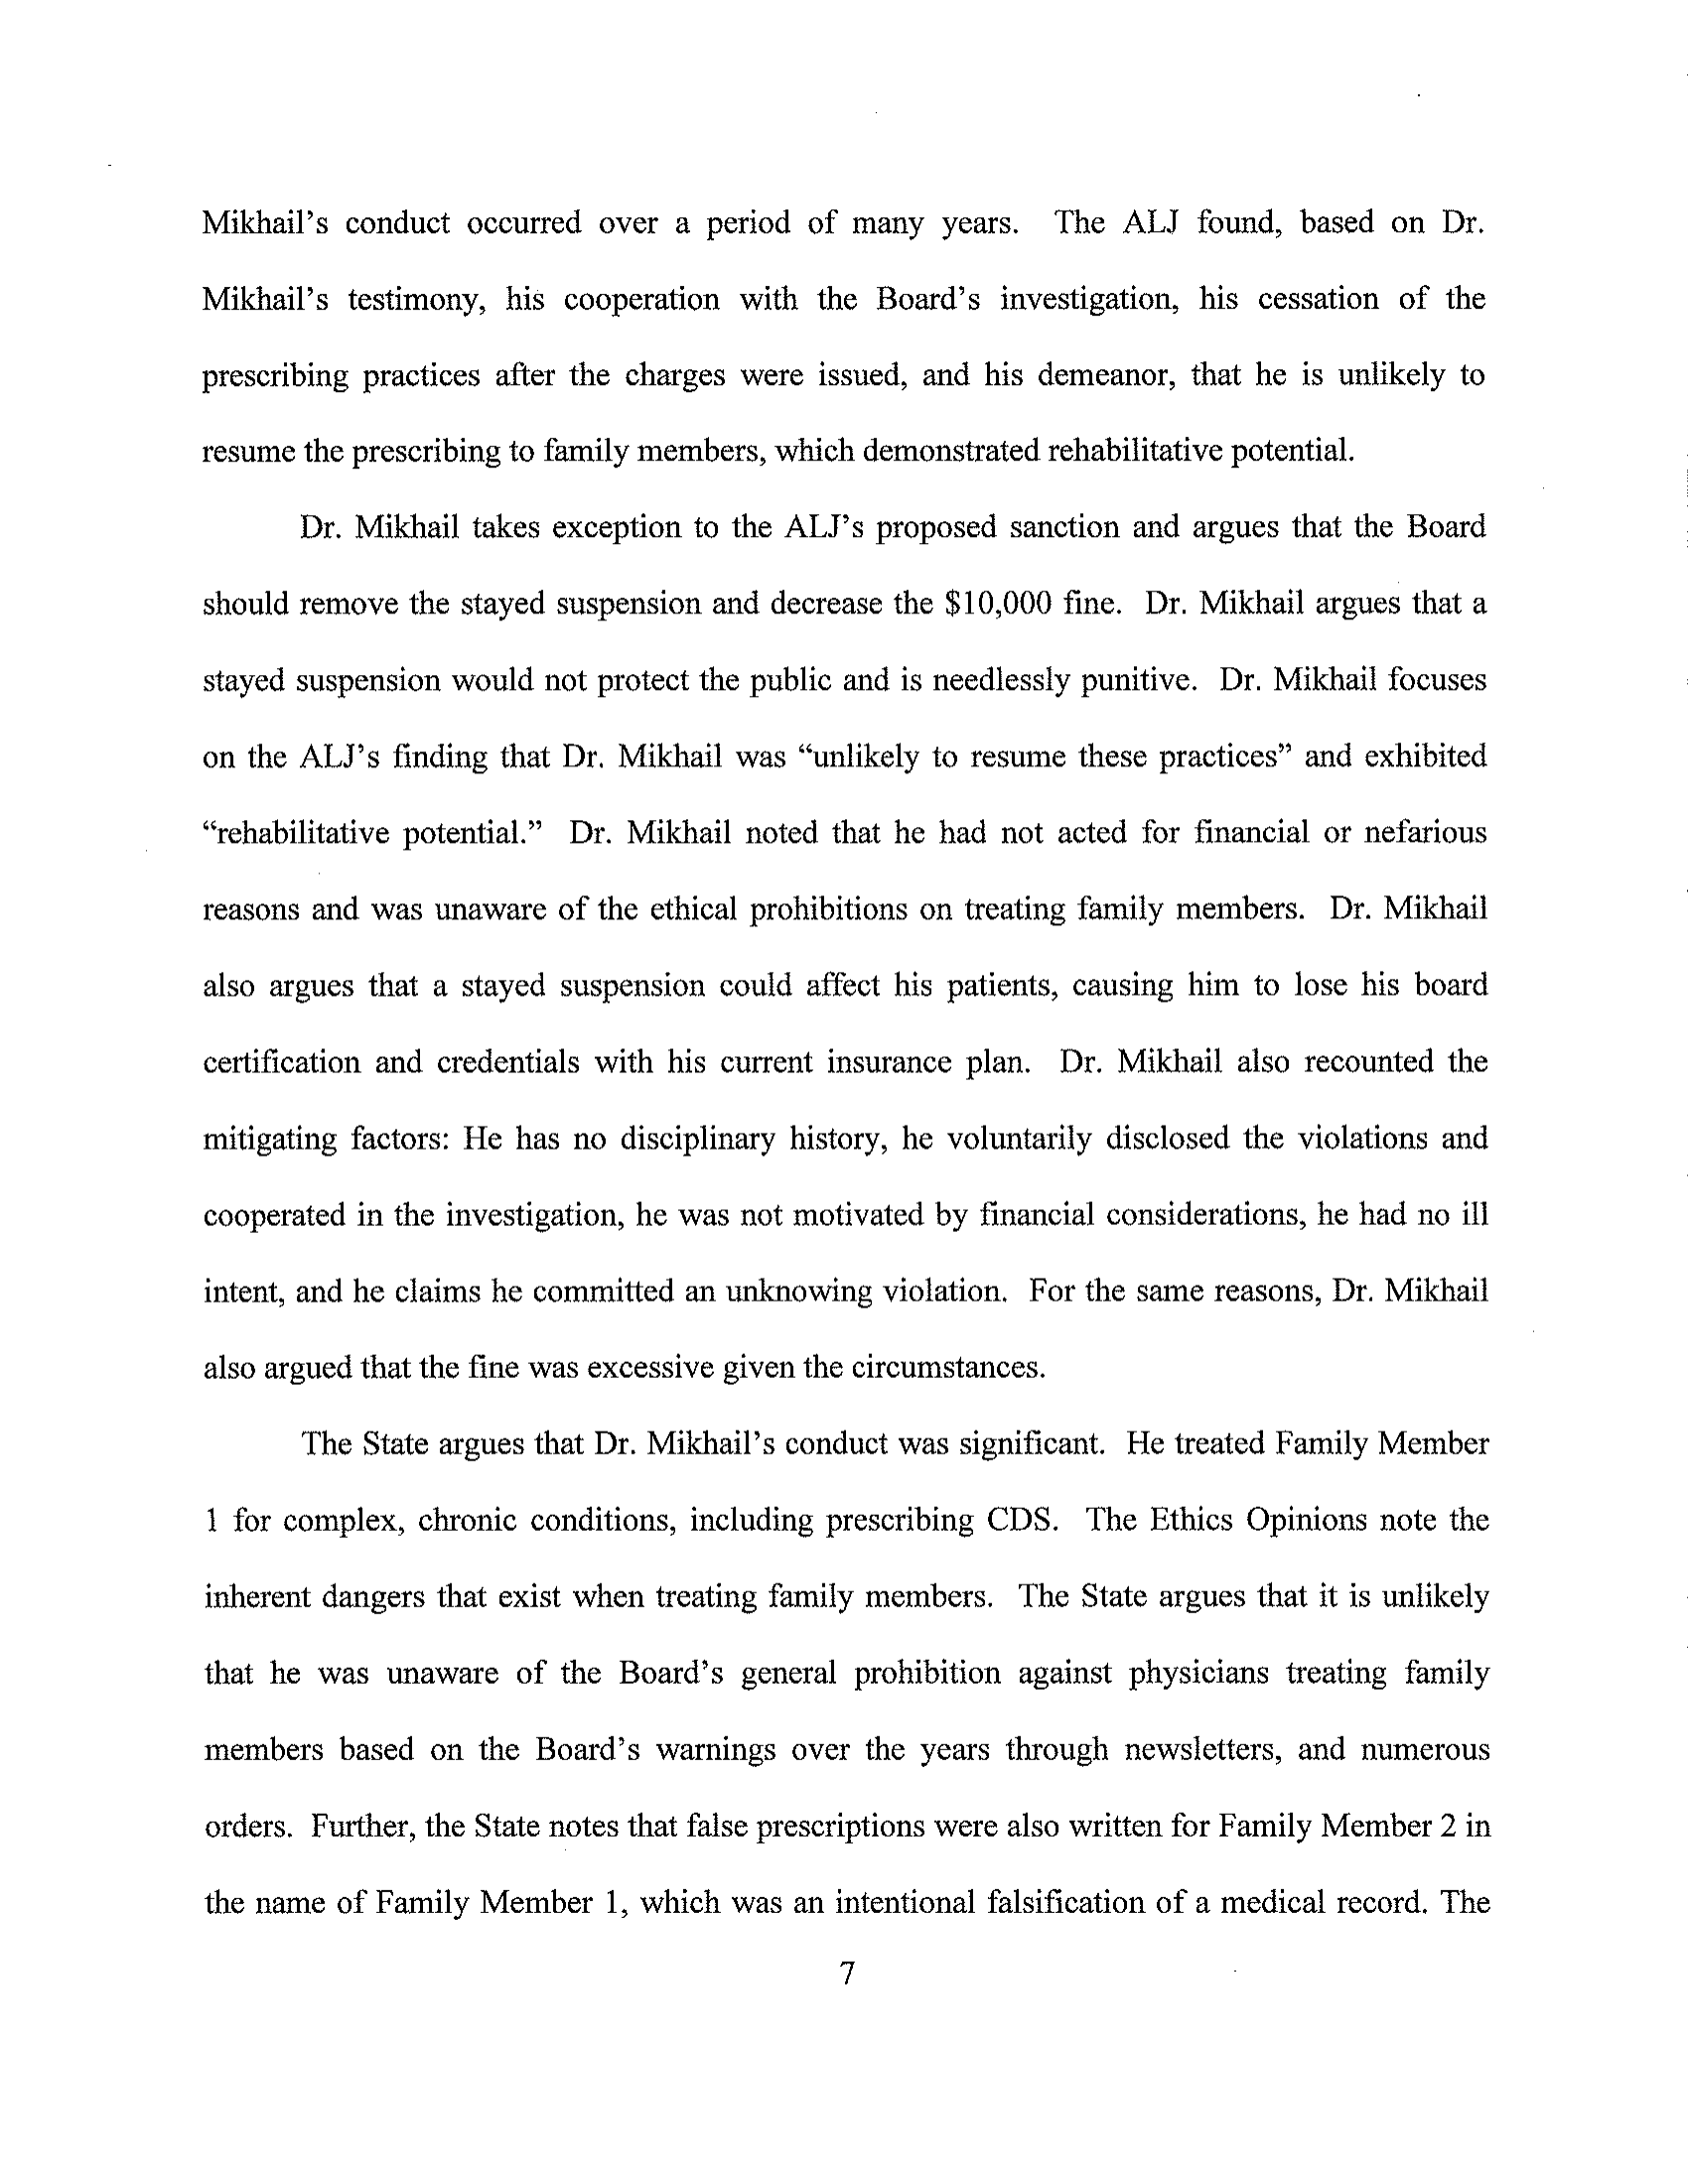 Mikhail's conduct occurred over a period of many years. The ALJ found, based on Dr.
Mikhail's testimony, his cooperation with the Board's investigation, his cessation of the
prescribing practices after the charges were issued, and his demeanor, that he is unlikely to
resume the prescribing to family members, which demonstrated rehabilitative potential.
Dr. Mikhail takes exception to the ALJ's proposed sanction and argues that the Board
should remove the stayed suspension and decrease the $10,000 fine. Dr. Mikhail argues that a
stayed suspension would not protect the public and is needlessly punitive. Dr. Mikhail focuses
on the ALJ's finding that Dr. Mikhail was “unlikely to resume these practices” and exhibited
“rehabilitative potential.” Dr. Mikhail noted that he had not acted for financial or nefarious
reasons and was unaware of the ethical prohibitions on treating family members. Dr. Mikhail
also argues that a stayed suspension could affect his patients, causing him to lose his board
certification and credentials with his current insurance plan. Dr. Mikhail also recounted the
mitigating factors: He has no disciplinary history, he voluntarily disclosed the violations and
cooperated in the investigation, he was not motivated by financial considerations, he had no ill
intent, and he claims he committed an unknowing violation. For the same reasons, Dr. Mikhail
also argued that the fine was excessive given the circumstances.
The State argues that Dr. Mikhail's conduct was significant. He treated Family Member
1 for complex, chronic conditions, including prescribing CDS. The Ethics Opinions note the
inherent dangers that exist when treating family members. The State argues that it is unlikely
that he was unaware of the Board's general prohibition against physicians treating family
members based on the Board's warnings over the years through newsletters, and numerous
orders. Further, the State notes that false prescriptions were also written for Family Member 2 in
the name of Family Member 1, which was an intentional falsification of a medical record. The
7